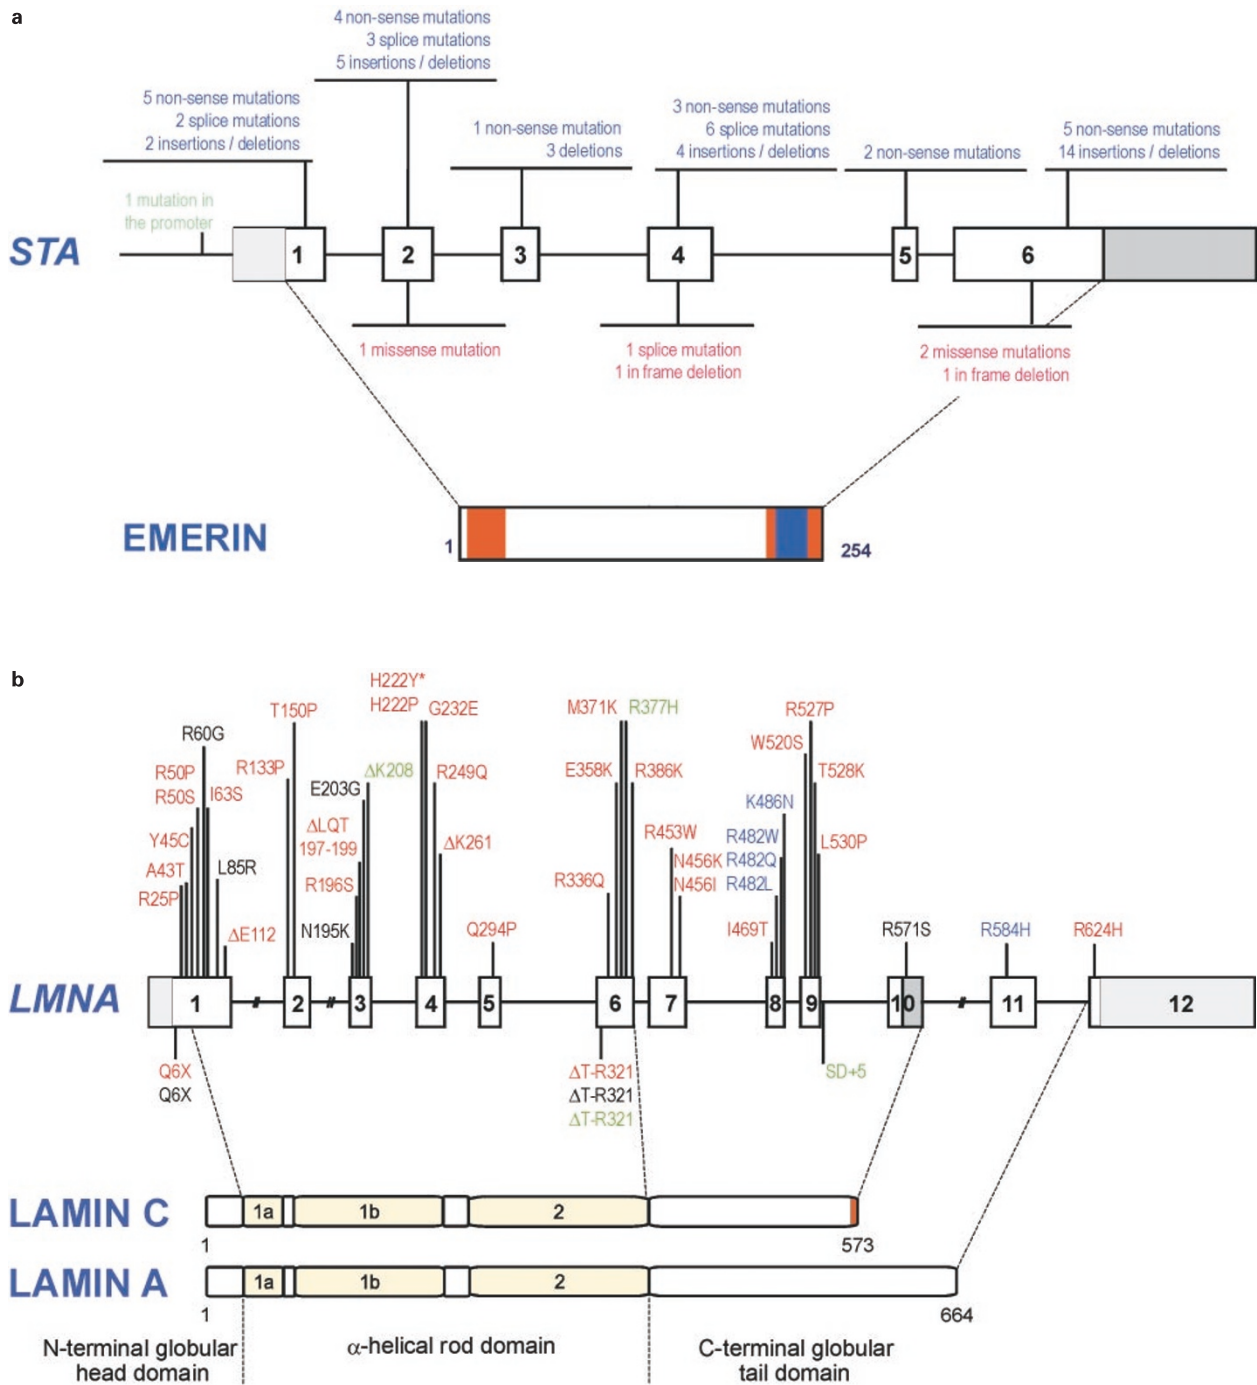 a
4 non-sense mutations
3 splice mutations
5 insertions / deletions
5 non-sense mutations
2 splice mutations
2 insertions / deletions
1 non-sense mutation
3 deletions
3 non-sense mutations
6 splice mutations
4 insertions / deletions
2 non-sense mutations
5 non-sense mutations
14 insertions / deletions
1 mutation in
the promoter
STA
1
2
3
4
5
6
1 missense mutation
1 splice mutation
1 in frame deletion
2 missense mutations
1 in frame deletion
EMERIN
1
254
b
H222Y*
H222P
G232E
M371K
R377H
T150P
R527P
R60G
W520S
R50P
R133P
ΔK208
E358K
R386K
R249Q
T528K
R50S
I63S
E203G
K486N
ΔLQT
197-199
Y45C
ΔK261
R453W
R482W
R482Q
R482L
L530P
A43T
L85R
N456K
N456I
R25P
R196S
R336Q
ΔE112
N195K
Q294P
I469T
R571S
R584H
R624H
LMNA
1
2
3
4
5
6
7
8
9
10
11
12
Q6X
Q6X
ΔT-R321
ΔT-R321
ΔT-R321
SD+5
LAMIN C
1a
1b
2
1
573
LAMIN A
1a
1b
2
1
664
N-terminal globular
head domain
α-helical rod domain
C-terminal globular
tail domain